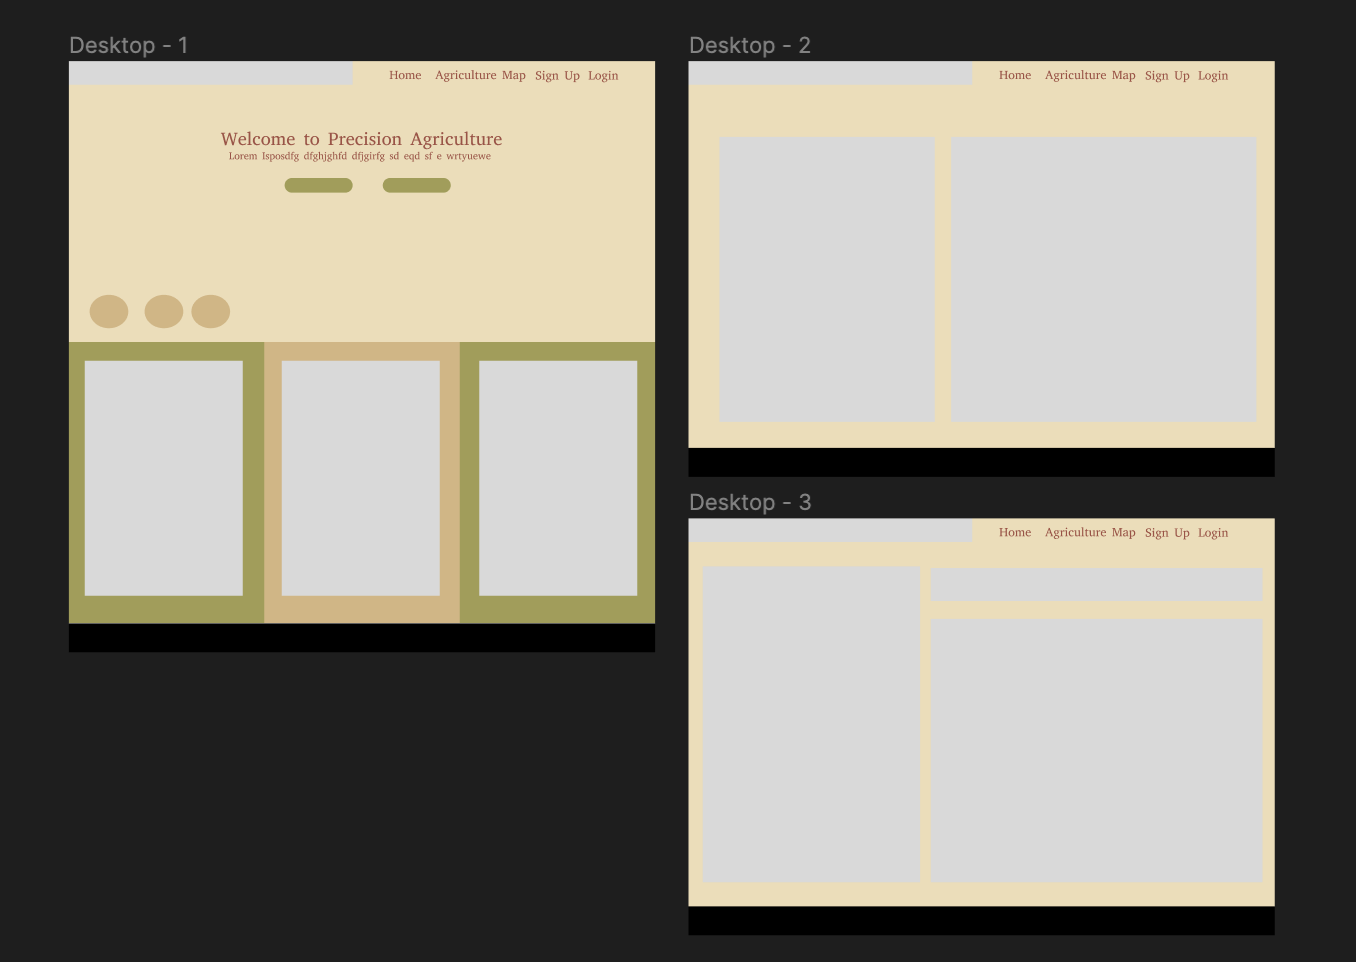 Desktop - 1
Home Agriculture Map Sign Up Login
Welcome to Precision Agriculture
Lorem Isposdfg dfghjghfd dfjgirfg sd eqd sf e wrtyuewe
Desktop - 2
Home Agriculture Map Sign Up Login
Desktop - 3
Home Agriculture Map Sign Up Login